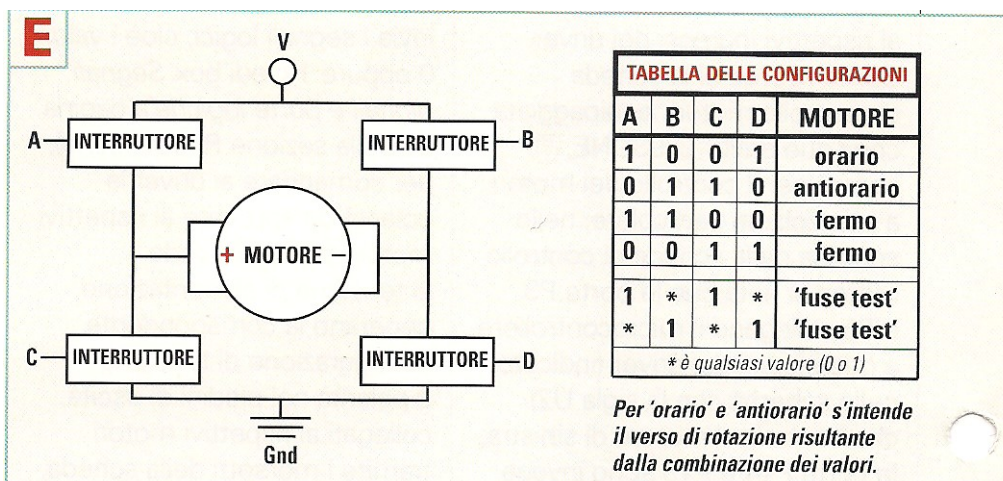 E
V
A INTERRUTTORE
INTERRUTTORE B
+ MOTORE –
C INTERRUTTORE
INTERRUTTORE D
Gnd
TABELLA DELLE CONFIGURAZIONI
A B C D MOTORE
1 0 0 1 orario
0 1 1 0 antiorario
1 1 0 0 fermo
0 0 1 1 fermo
1 * 1 * 'fuse test'
* 1 * 1 'fuse test'
* è qualsiasi valore (0 o 1)
Per 'orario' e 'antiorario' s'intende
il verso di rotazione risultante
dalla combinazione dei valori.